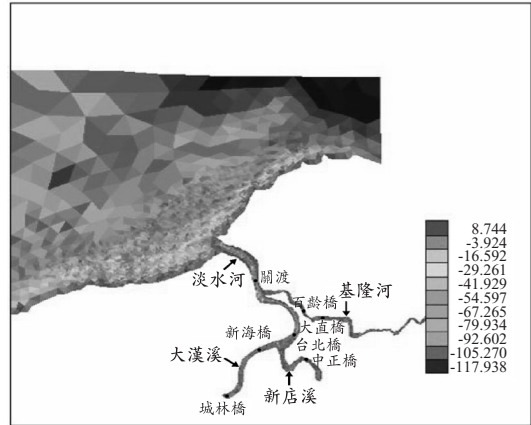 淡水河
關渡
百齡橋
基隆河
大直橋
台北橋
中正橋
新海橋
大漢溪
新店溪
城林橋
8.744
-3.924
-16.592
-29.261
-41.929
-54.597
-67.265
-79.934
-92.602
-105.270
-117.938